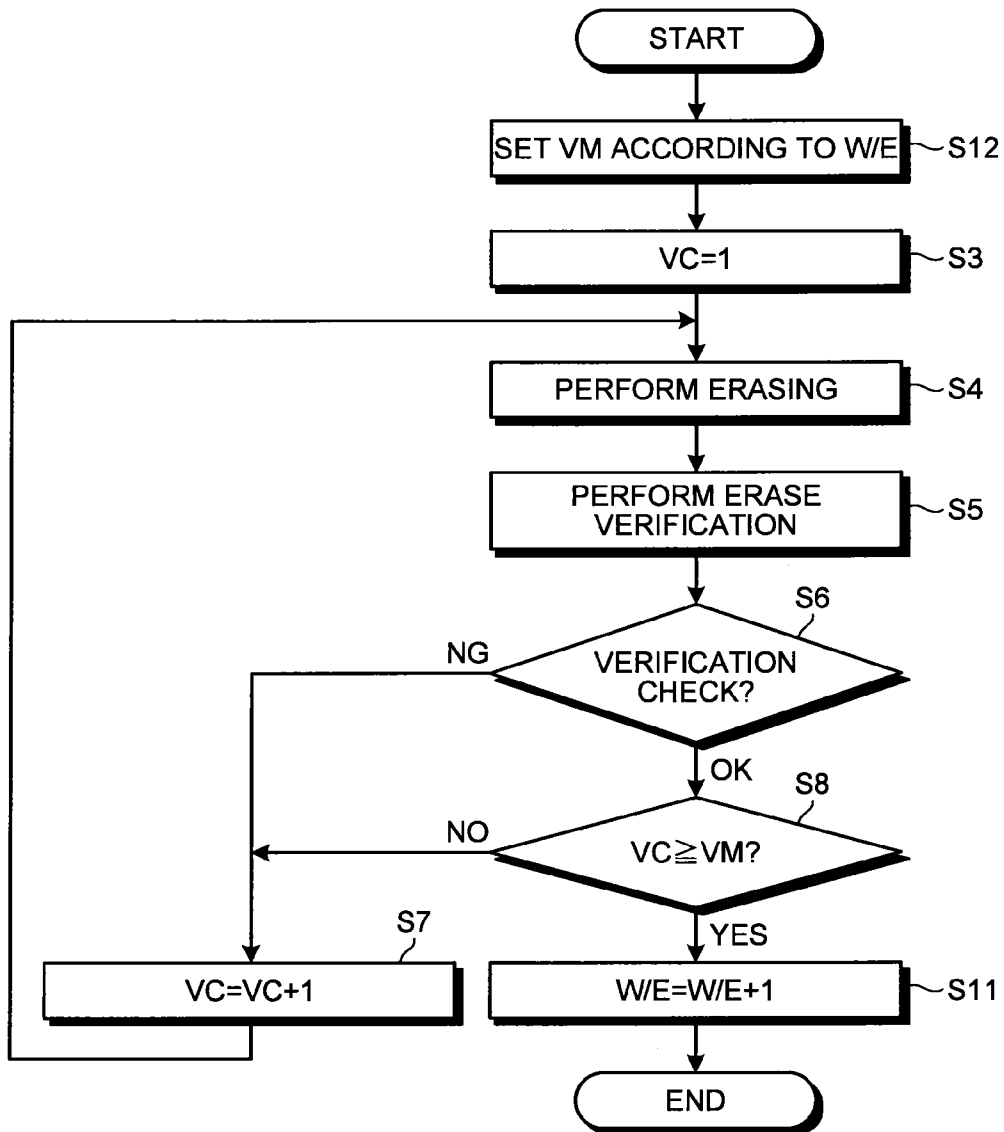 START
SET VM ACCORDING TO W/E
S12
VC=1
S3
PERFORM ERASING
S4
PERFORM ERASE
VERIFICATION
S5
S6
NG
VERIFICATION
CHECK?
OK
S8
NO
VC≧VM?
YES
S7
VC=VC+1
W/E=W/E+1
S11
END